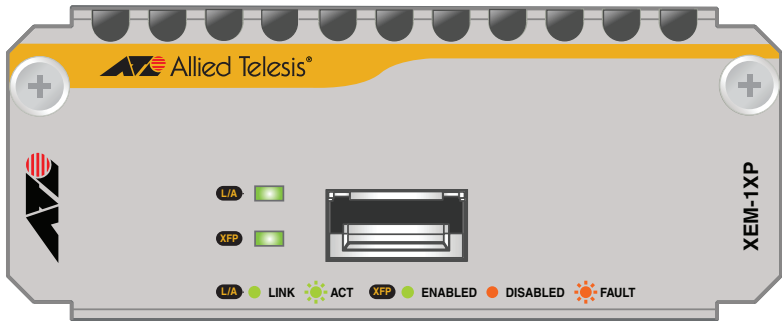 Allied Telesis®
L/A
XFP
XEM-1XP
L/A LINK ACT XFP ENABLED DISABLED FAULT